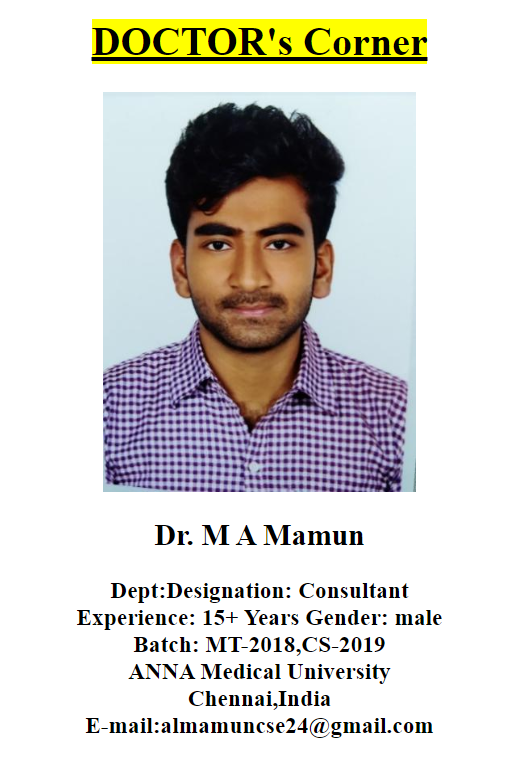 DOCTOR's Corner
Dr. M A Mamun
Dept:Designation: Consultant
Experience: 15+ Years Gender: male
Batch: MT-2018,CS-2019
ANNA Medical University
Chennai,India
E-mail:almamuncse24@gmail.com